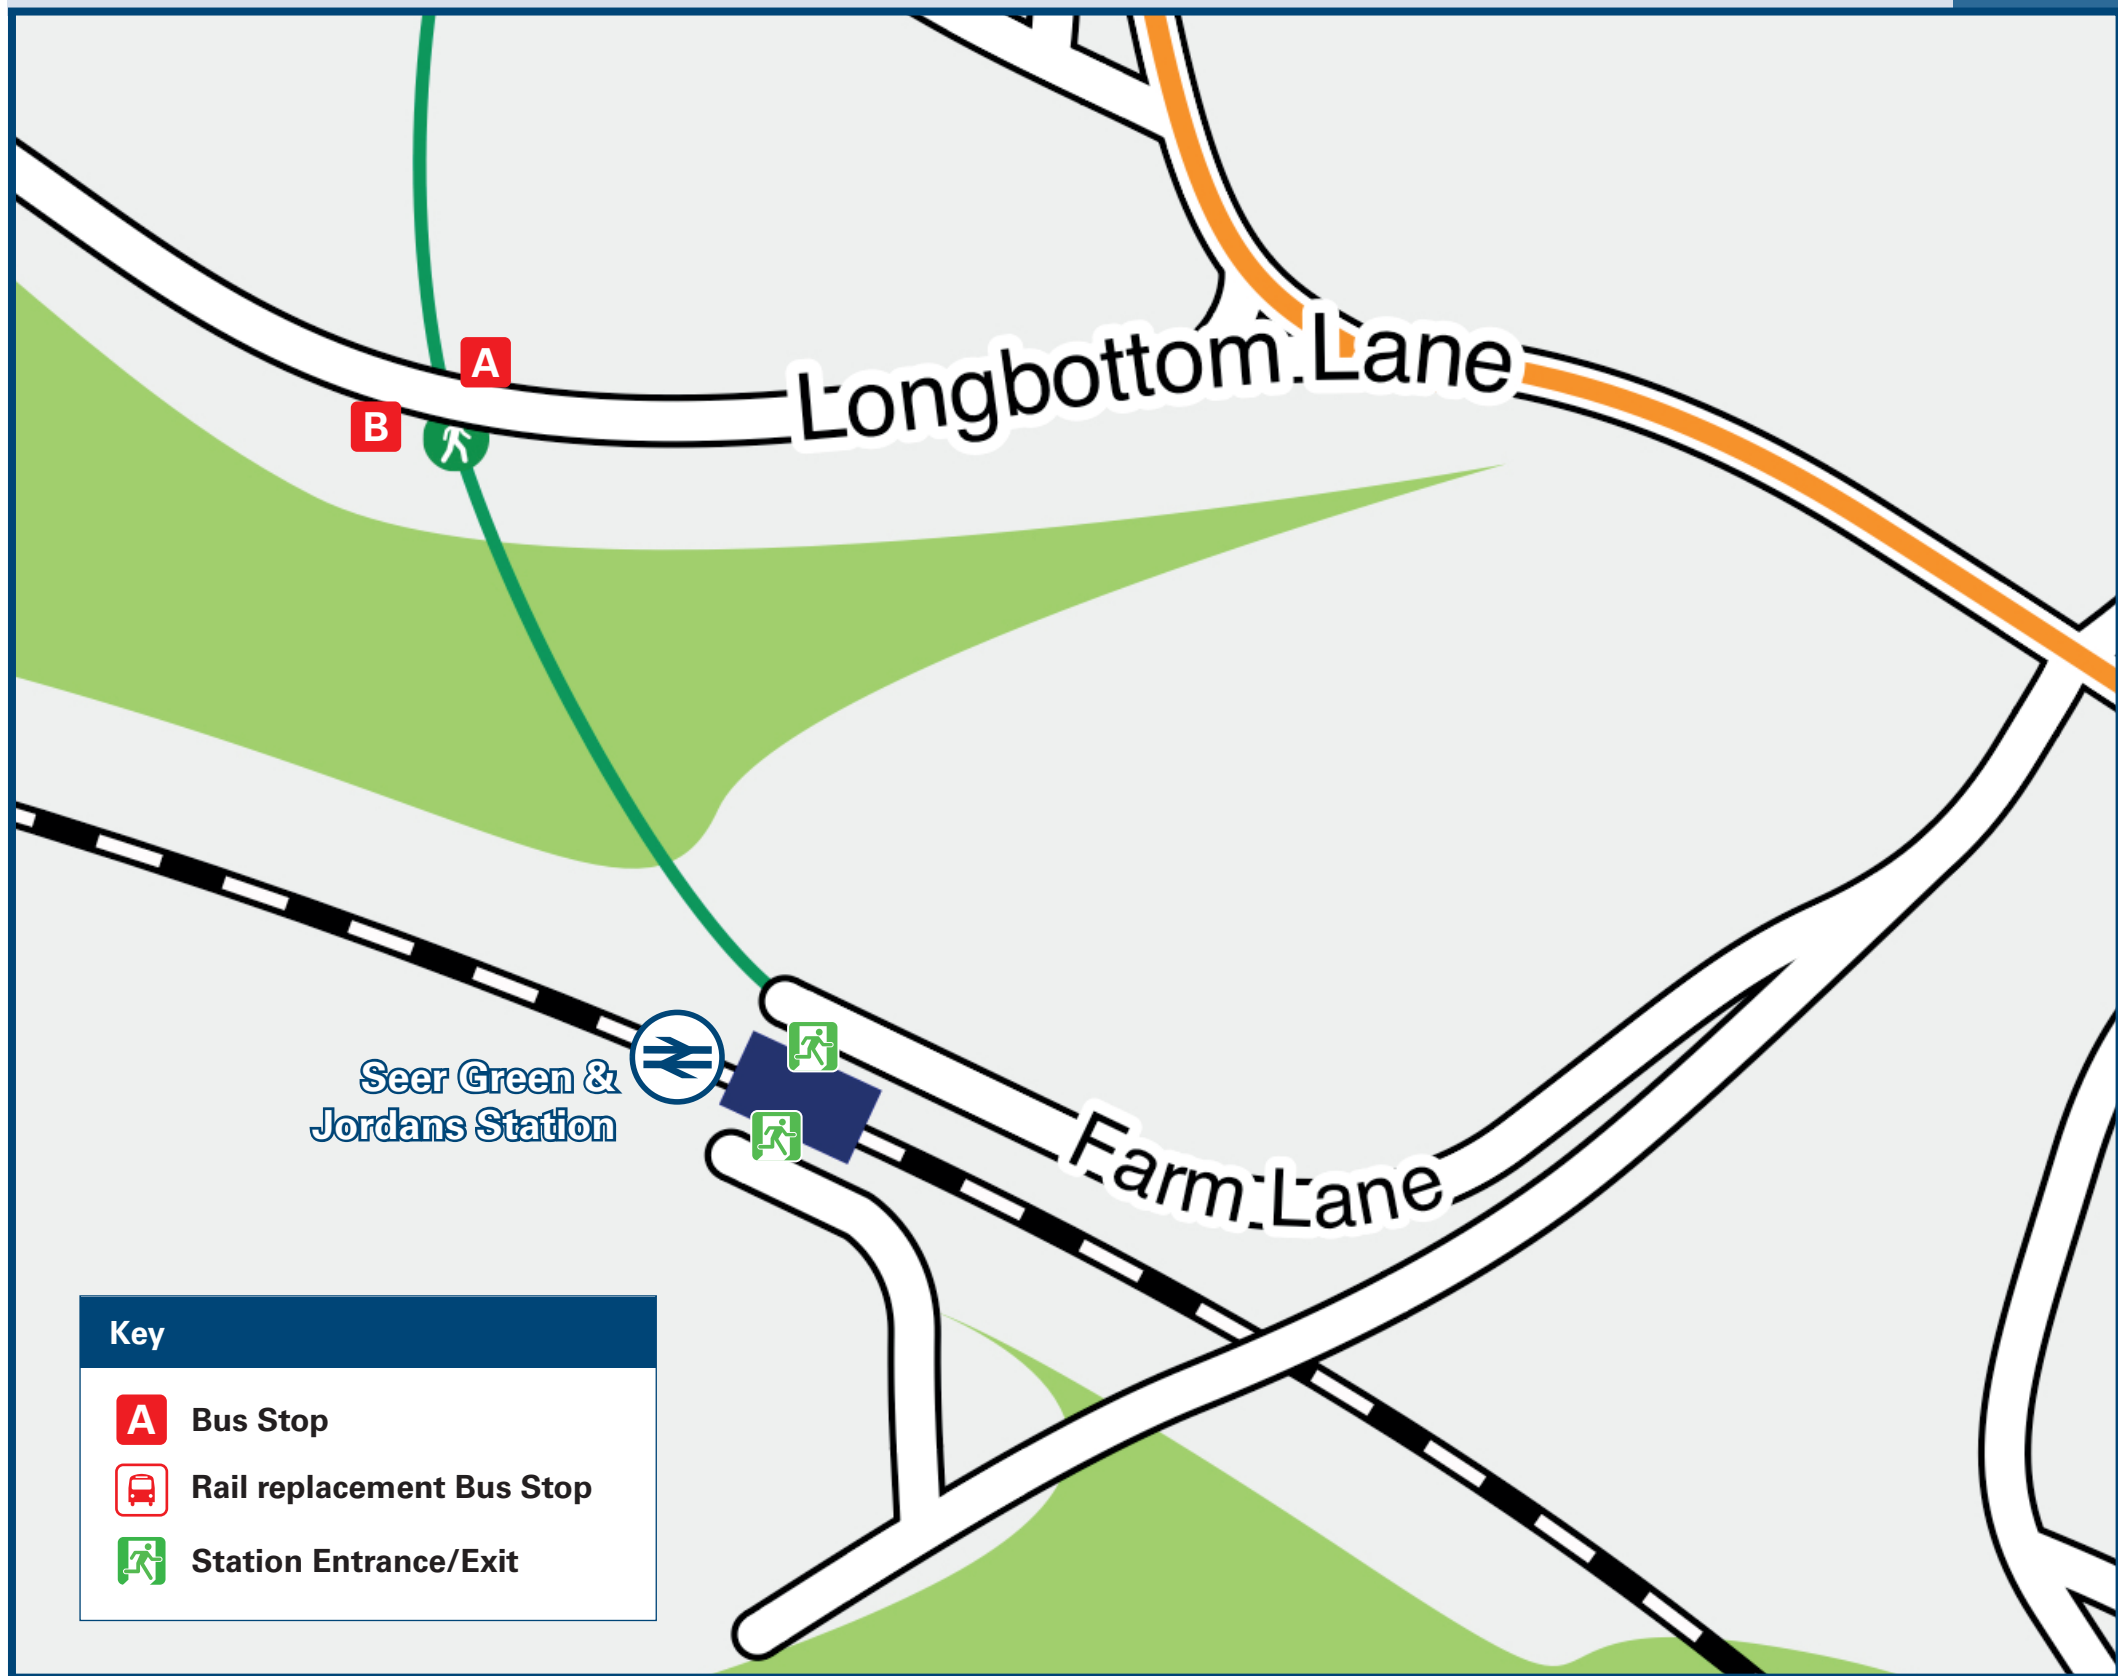 A
B
Longbottom Lane
Seer Green &
Jordans Station
Farm Lane
Key
A Bus Stop
Rail replacement Bus Stop
Station Entrance/Exit